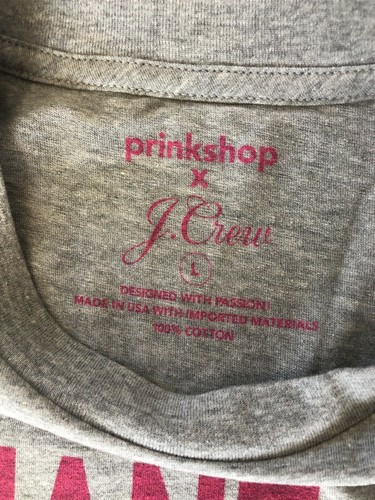 prinkshop
x
J.Crew
L
DESIGNED WITH PASSION!
MADE IN USA WITH IMPORTED MATERIALS
100% COTTON